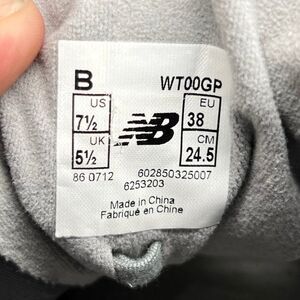 B WT00GP
US EU
7½ NB 38
UK CM
5½ 24.5
86 0712 602850325007
6253203
Made in China
Fabriqué en Chine